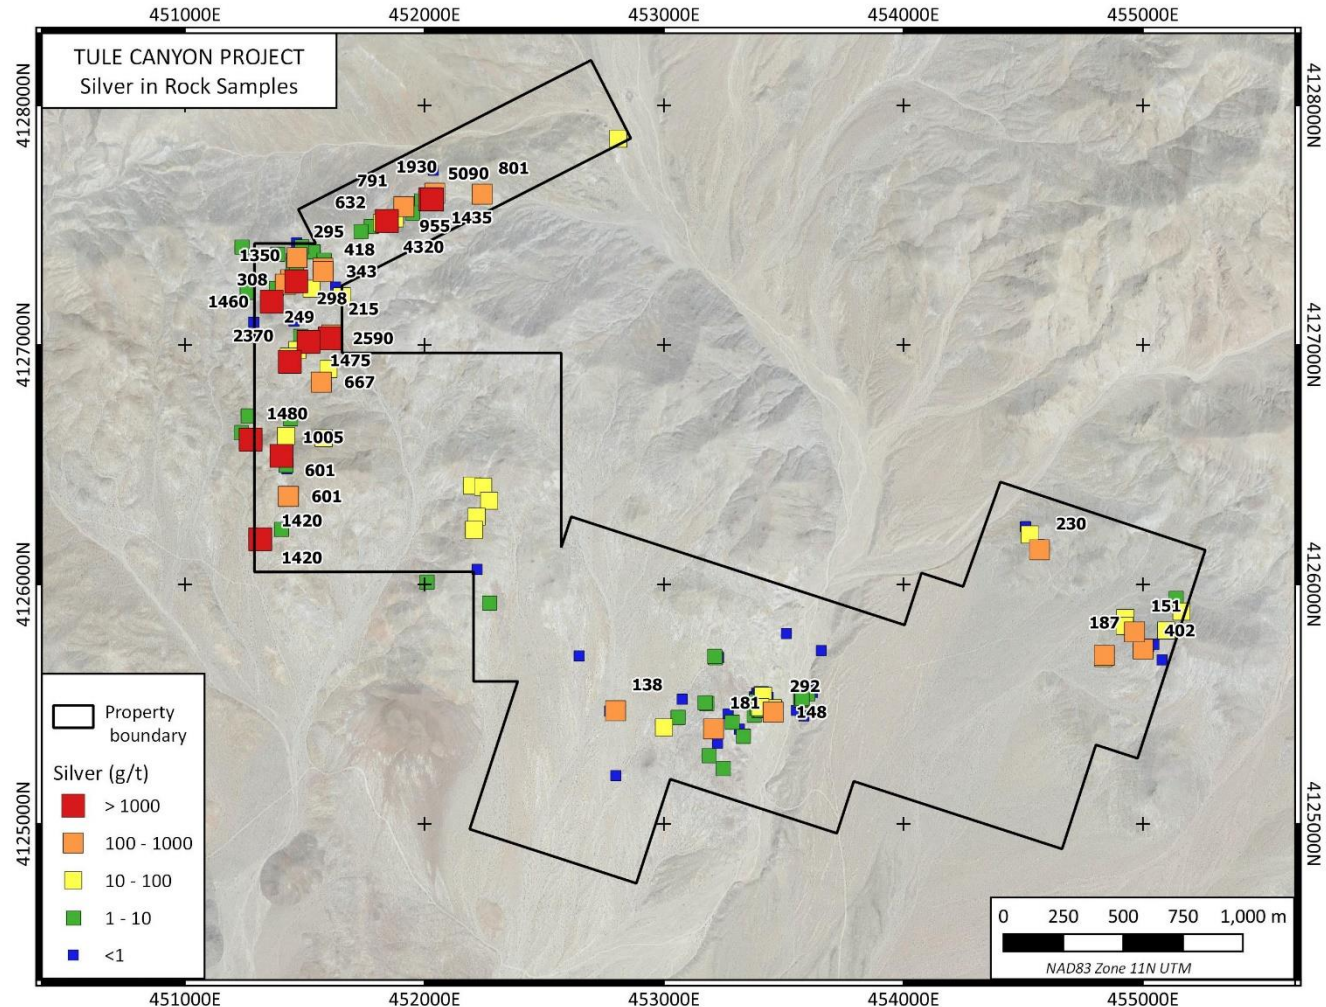 451000E 452000E 453000E 454000E 455000E
TULE CANYON PROJECT
Silver in Rock Samples
4128000N
4128000N
1930
5090
801
791
632
1435
955
295
4320
418
1350
343
308
298
1460
215
249
2370
2590
4127000N
4127000N
1475
667
1480
1005
601
601
1420
1420
230
4126000N
4126000N
151
187
402
138
292
181
148
Property
boundary
Silver (g/t)
> 1000
100 - 1000
10 - 100
1 - 10
<1
4125000N
4125000N
0 250 500 750 1,000 m
NAD83 Zone 11N UTM
451000E 452000E 453000E 454000E 455000E